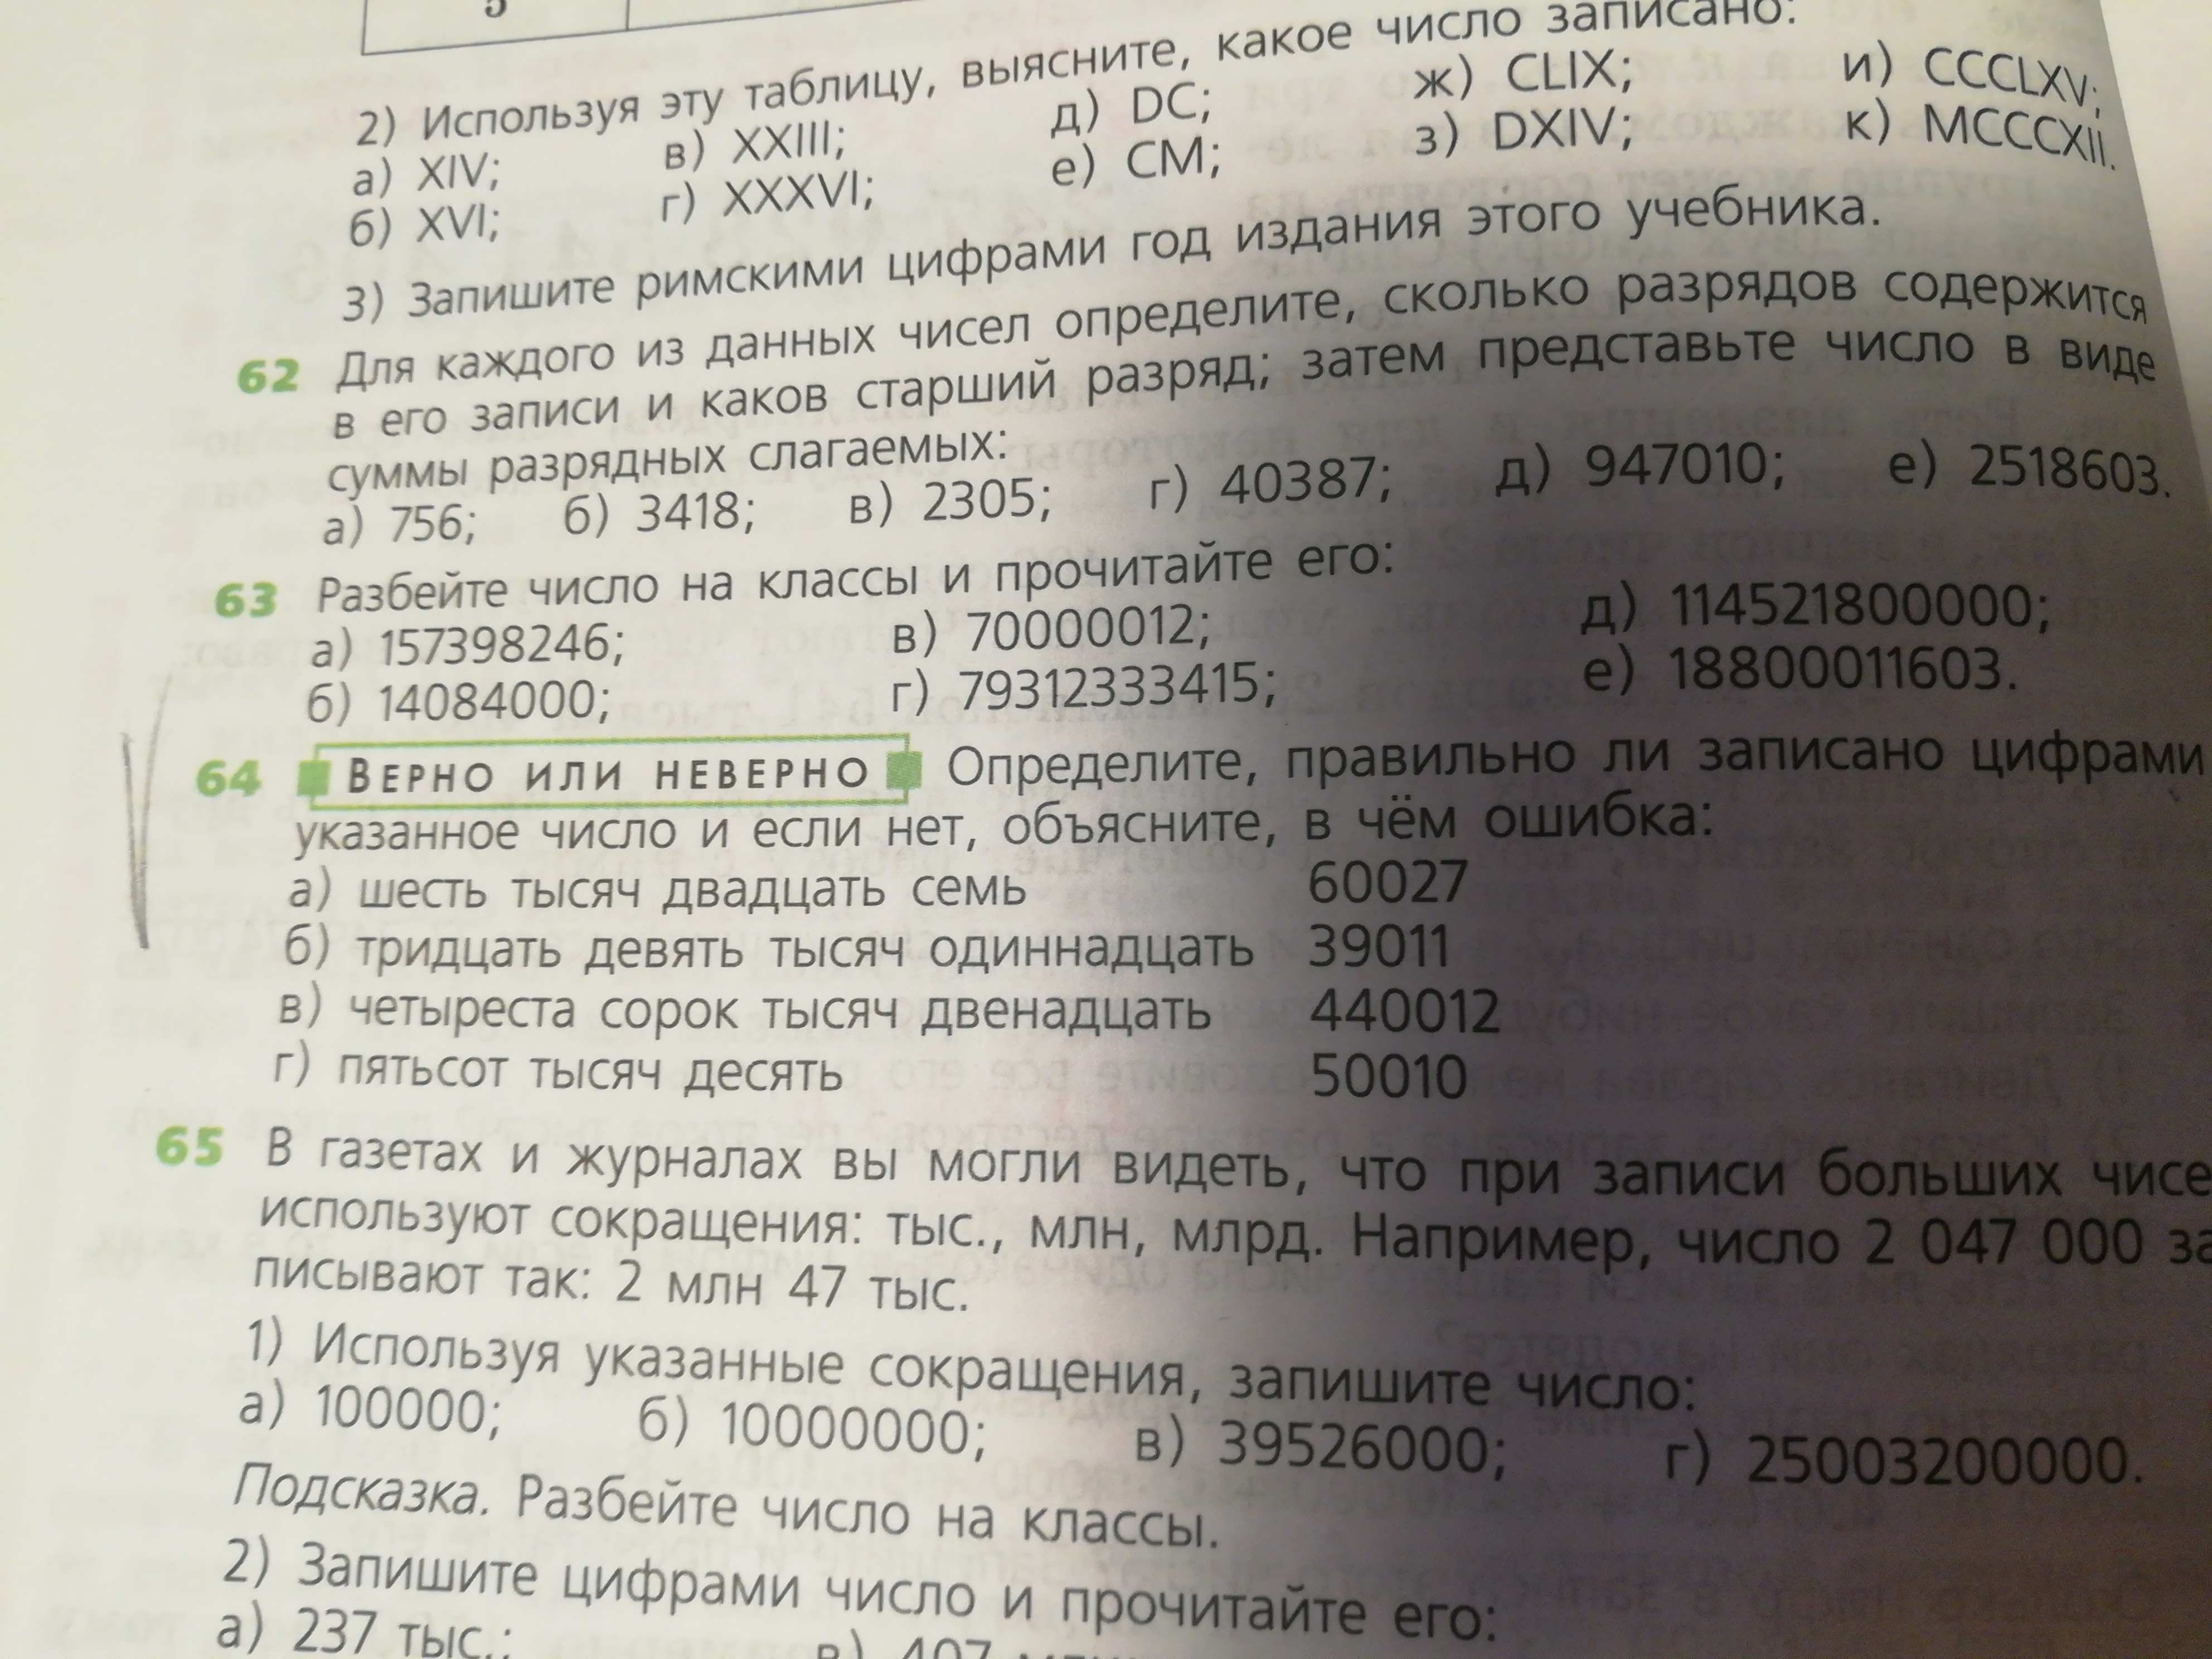 5
2) Используя эту таблицу, выясните, какое число записано:
а) XIV; в) XXIII; д) DC; ж) CLIX; и) CCCLXV;
б) XVI; г) XXXVI; е) CM; з) DXIV; к) MCCCXII.
3) Запишите римскими цифрами год издания этого учебника.
62 Для каждого из данных чисел определите, сколько разрядов содержится
в его записи и каков старший разряд; затем представьте число в виде
суммы разрядных слагаемых:
а) 756; б) 3418; в) 2305; г) 40387; д) 947010; е) 2518603.
63 Разбейте число на классы и прочитайте его:
а) 157398246; в) 70000012; д) 114521800000;
б) 14084000; г) 79312333415; е) 18800011603.
64 ВЕРНО ИЛИ НЕВЕРНО Определите, правильно ли записано цифрами
указанное число и если нет, объясните, в чём ошибка:
а) шесть тысяч двадцать семь 60027
б) тридцать девять тысяч одиннадцать 39011
в) четыреста сорок тысяч двенадцать 440012
г) пятьсот тысяч десять 50010
65 В газетах и журналах вы могли видеть, что при записи больших чисе
используют сокращения: тыс., млн, млрд. Например, число 2 047 000 за
писывают так: 2 млн 47 тыс.
1) Используя указанные сокращения, запишите число:
а) 100000; б) 10000000; в) 39526000; г) 25003200000.
Подсказка. Разбейте число на классы.
2) Запишите цифрами число и прочитайте его:
а) 237 тыс.; в) 407